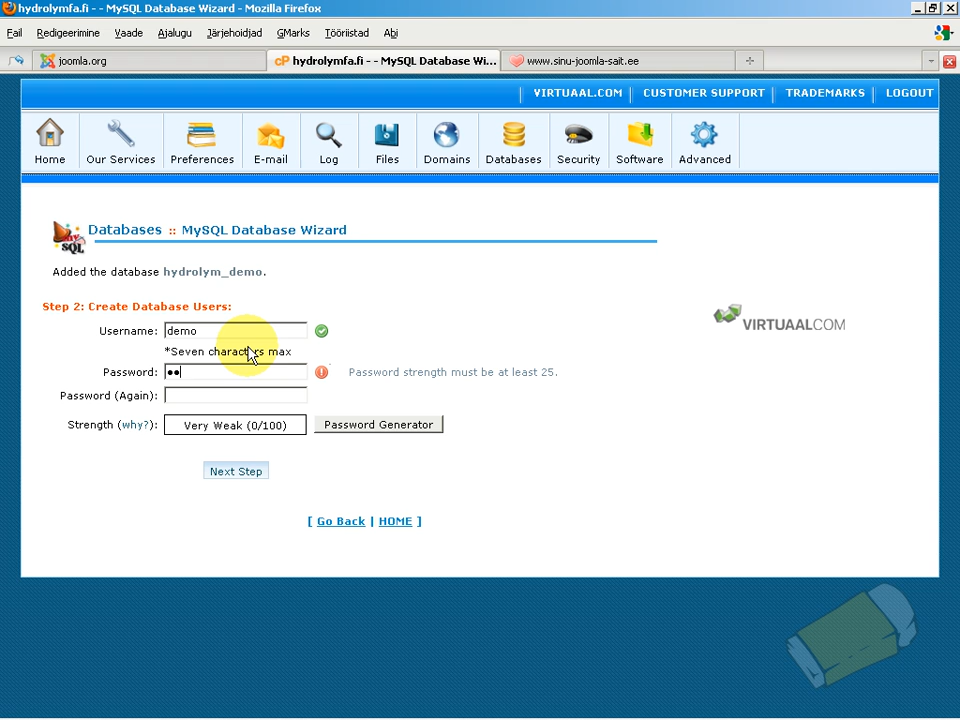 hydrolymfa.fi - - MySQL Database Wizard - Mozilla Firefox
Fail Redigeerimine Vaade Ajalugu Järjehoidjad GMarks Tööriistad Abi
joomla.org cP hydrolymfa.fi - - MySQL Database Wi... www.sinu-joomla-sait.ee
VIRTUAAL.COM CUSTOMER SUPPORT TRADEMARKS LOGOUT
Home Our Services Preferences E-mail Log Files Domains Databases Security Software Advanced
My SQL Databases :: MySQL Database Wizard
Added the database hydrolym_demo.
Step 2: Create Database Users:
VIRTUAALCOM
Username: demo
*Seven characters max
Password: ●● Password strength must be at least 25.
Password (Again):
Strength (why?): Very Weak (0/100) Password Generator
Next Step
[ Go Back | HOME ]